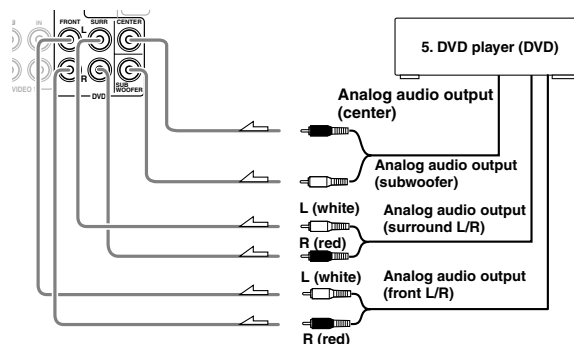 IN
FRONT
SURR
CENTER
L
R
SUB
WOOFER
VIDEO 1
DVD
5. DVD player (DVD)
Analog audio output
(center)
Analog audio output
(subwoofer)
L (white)
Analog audio output
(surround L/R)
R (red)
L (white)
Analog audio output
(front L/R)
R (red)